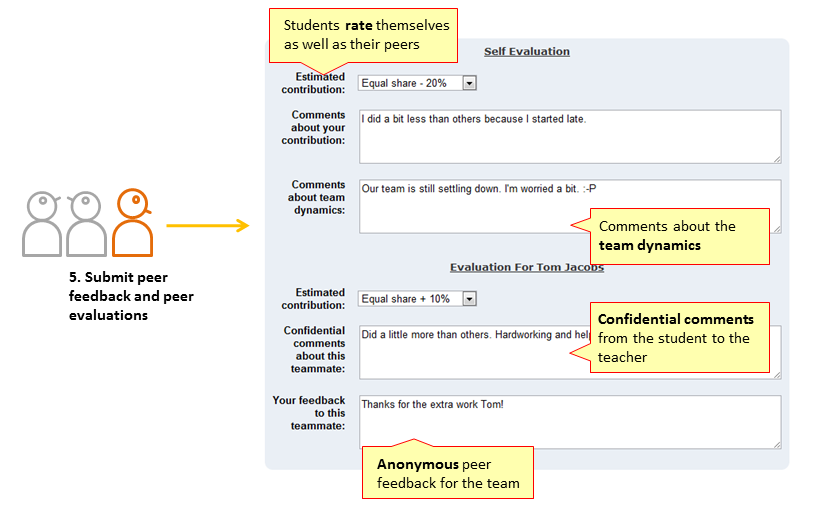 Students rate themselves
as well as their peers
Self Evaluation
Estimated
contribution:
Equal share - 20%
Comments
about your
contribution:
I did a bit less than others because I started late.
Comments
about team
dynamics:
Our team is still settling down. I'm worried a bit. :-P
Comments about the
team dynamics
5. Submit peer
feedback and peer
evaluations
Evaluation For Tom Jacobs
Estimated
contribution:
Equal share + 10%
Confidential
comments
about this
teammate:
Did a little more than others. Hardworking and
Confidential comments
from the student to the
teacher
Your feedback
to this
teammate:
Thanks for the extra work Tom!
Anonymous peer
feedback for the team